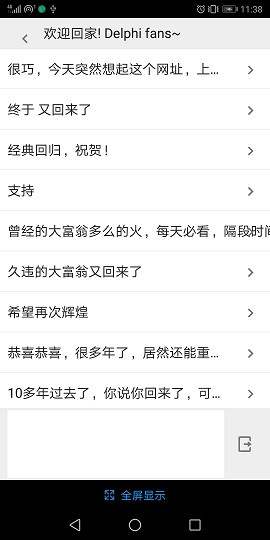 11:38
欢迎回家! Delphi fans~
很巧，今天突然想起这个网址，上...
终于 又回来了
经典回归，祝贺！
支持
曾经的大富翁多么的火，每天必看，隔段时间
久违的大富翁又回来了
希望再次辉煌
恭喜恭喜，很多年了，居然还能重...
10多年过去了，你说你回来了，可...
全屏显示